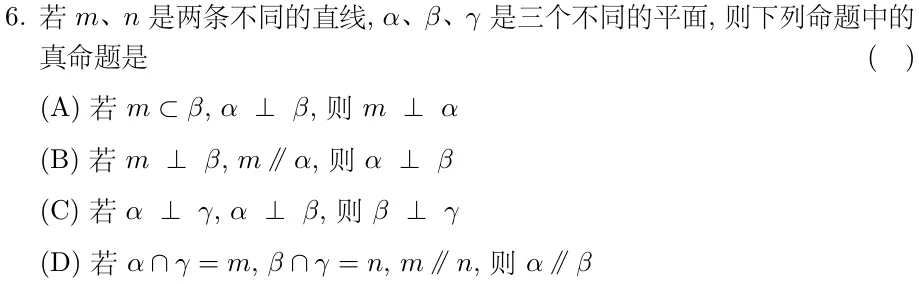 6. 若 m、n 是两条不同的直线, α、β、γ 是三个不同的平面, 则下列命题中的
真命题是 ( )
(A) 若 m ⊂ β, α ⊥ β, 则 m ⊥ α
(B) 若 m ⊥ β, m ∥ α, 则 α ⊥ β
(C) 若 α ⊥ γ, α ⊥ β, 则 β ⊥ γ
(D) 若 α ∩ γ = m, β ∩ γ = n, m ∥ n, 则 α ∥ β